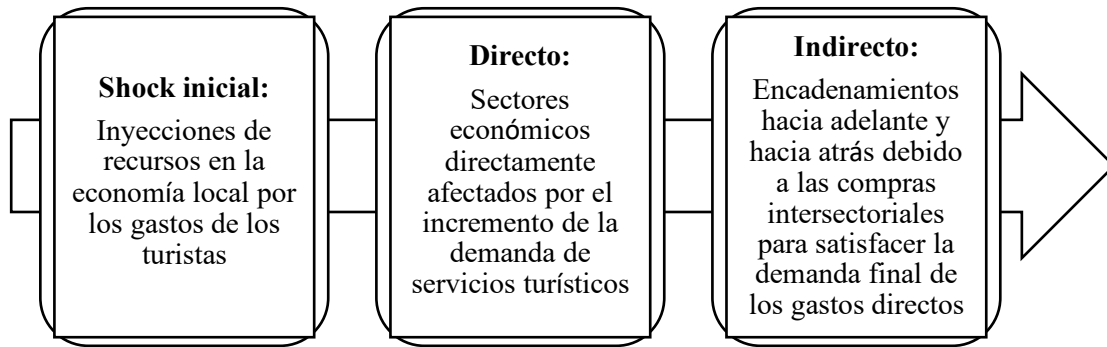 Shock inicial:
Inyecciones de
recursos en la
economía local por
los gastos de los
turistas
Directo:
Sectores
económicos
directamente
afectados por el
incremento de la
demanda de
servicios turísticos
Indirecto:
Encadenamientos
hacia adelante y
hacia atrás debido
a las compras
intersectoriales
para satisfacer la
demanda final de
los gastos directos